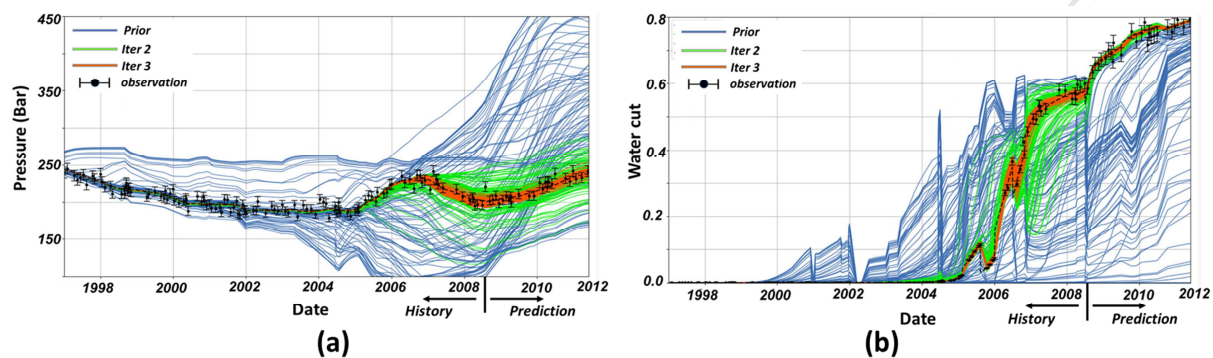 450
350
250
150
Pressure (Bar)
Prior
Iter 2
Iter 3
observation
1998
2000
2002
2004
2006
2008
2010
2012
Date
History
Prediction
(a)
0.8
0.6
0.4
0.2
0.0
Water cut
Prior
Iter 2
Iter 3
observation
1998
2000
2002
2004
2006
2008
2010
2012
Date
History
Prediction
(b)